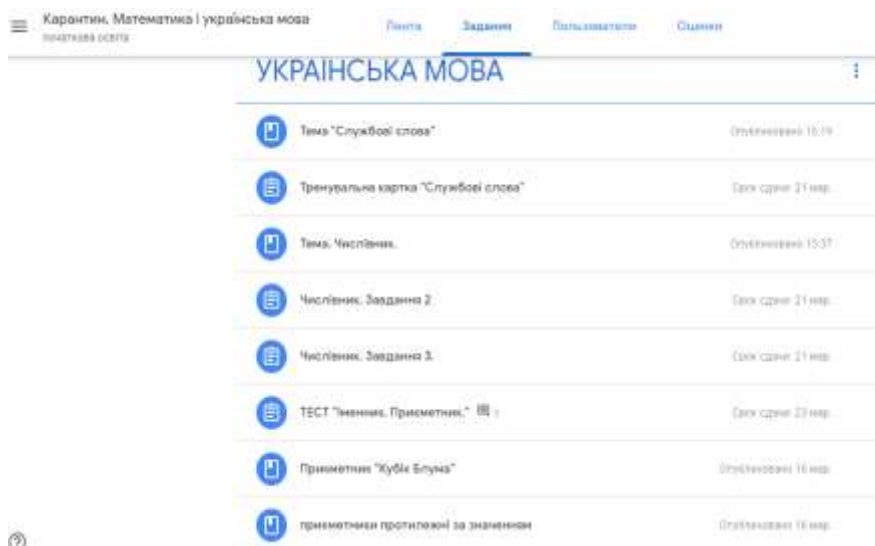 Карантин. Математика і українська мова
початкова освіта
Лента Задания Пользователи Оценки
УКРАЇНСЬКА МОВА
Тема "Службові слова" Опубликовано 15:19
Тренувальна картка "Службові слова" Срок сдачи: 21 мар.
Тема. Числівник. Опубликовано 13:37
Числівник. Завдання 2 Срок сдачи: 21 мар.
Числівник. Завдання 3. Срок сдачи: 21 мар.
ТЕСТ "Іменник. Прикметник." Срок сдачи: 23 мар.
Прикметник "Кубік Блума" Опубликовано 16 мар.
прикметники протилежні за значенням Опубликовано 16 мар.